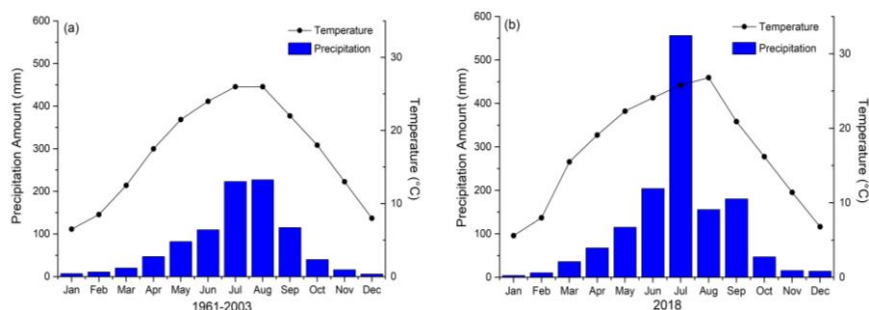 (a)
Temperature
Precipitation
Precipitation Amount (mm)
600
500
400
300
200
100
0
30
20
10
0
Temperature (°C)
Jan Feb Mar Apr May Jun Jul Aug Sep Oct Nov Dec
1961-2003
(b)
Temperature
Precipitation
Precipitation Amount (mm)
600
500
400
300
200
100
0
30
20
10
0
Temperature (°C)
Jan Feb Mar Apr May Jun Jul Aug Sep Oct Nov Dec
2018